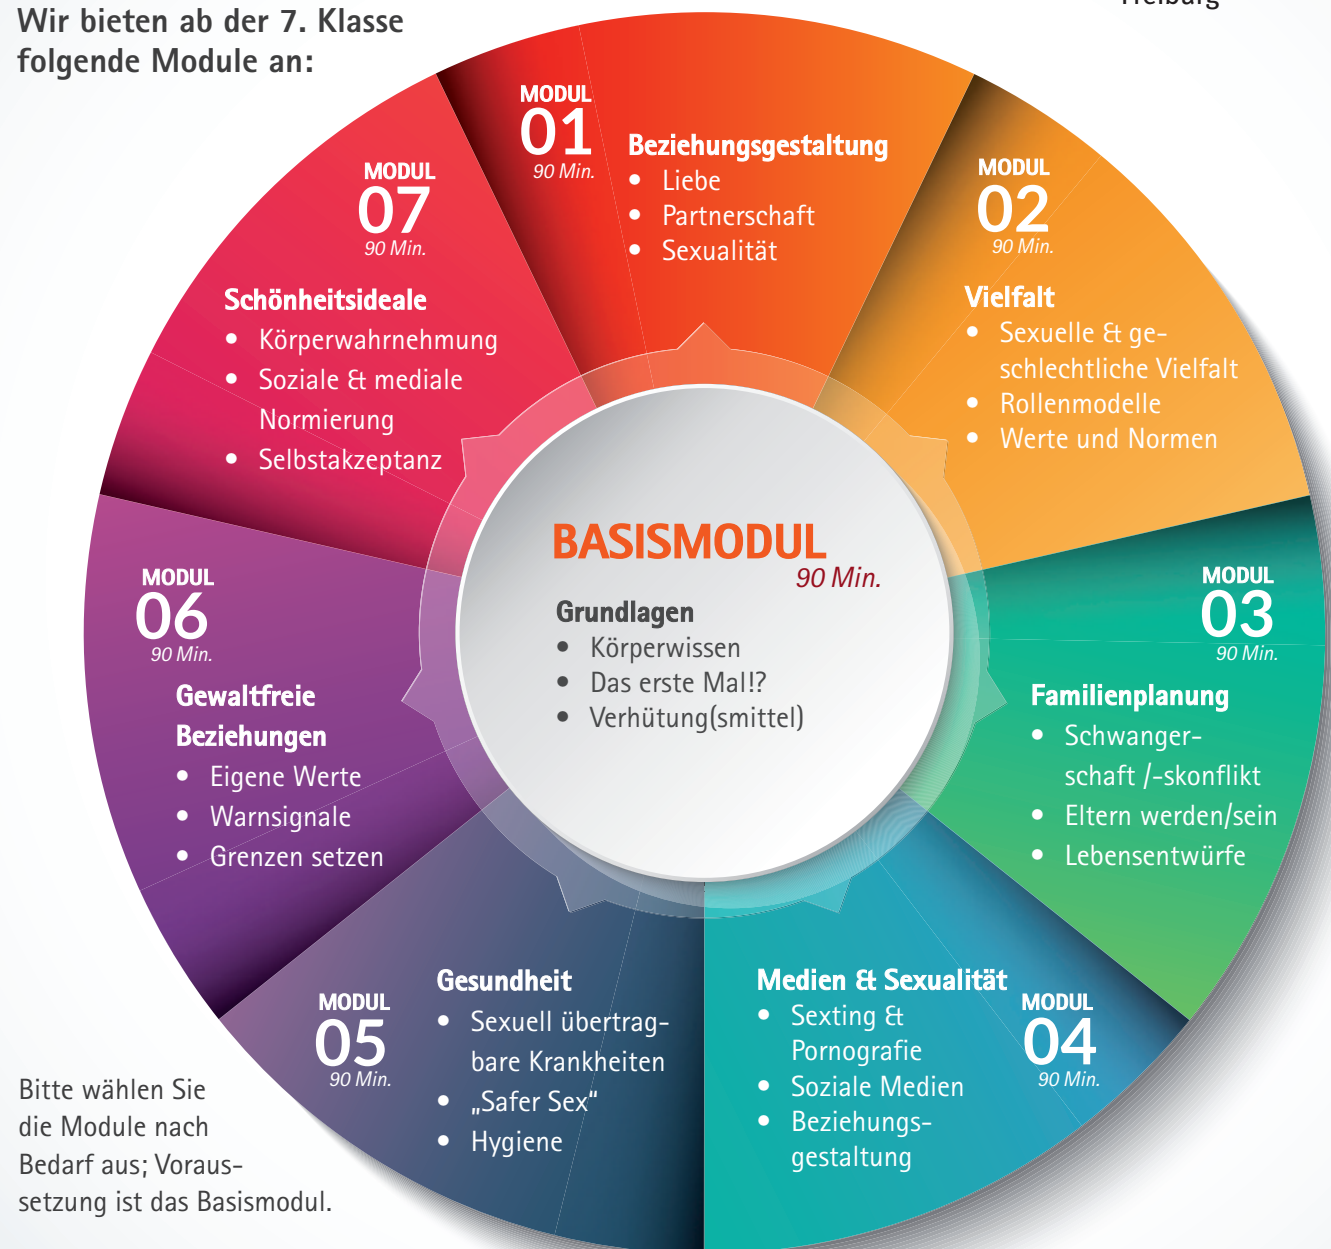 Wir bieten ab der 7. Klasse
folgende Module an:
Freiburg
MODUL
01
90 Min.
Beziehungsgestaltung
• Liebe
• Partnerschaft
• Sexualität
MODUL
02
90 Min.
Vielfalt
• Sexuelle & ge-
schlechtliche Vielfalt
• Rollenmodelle
• Werte und Normen
MODUL
03
90 Min.
Familienplanung
• Schwanger-
schaft /-skonflikt
• Eltern werden/sein
• Lebensentwürfe
Medien & Sexualität
MODUL
04
90 Min.
• Sexting &
Pornografie
• Soziale Medien
• Beziehungs-
gestaltung
MODUL
05
90 Min.
Gesundheit
• Sexuell übertrag-
bare Krankheiten
• „Safer Sex“
• Hygiene
MODUL
06
90 Min.
Gewaltfreie
Beziehungen
• Eigene Werte
• Warnsignale
• Grenzen setzen
MODUL
07
90 Min.
Schönheitsideale
• Körperwahrnehmung
• Soziale & mediale
Normierung
• Selbstakzeptanz
BASISMODUL
90 Min.
Grundlagen
• Körperwissen
• Das erste Mal!?
• Verhütung(smittel)
Bitte wählen Sie
die Module nach
Bedarf aus; Voraus-
setzung ist das Basismodul.